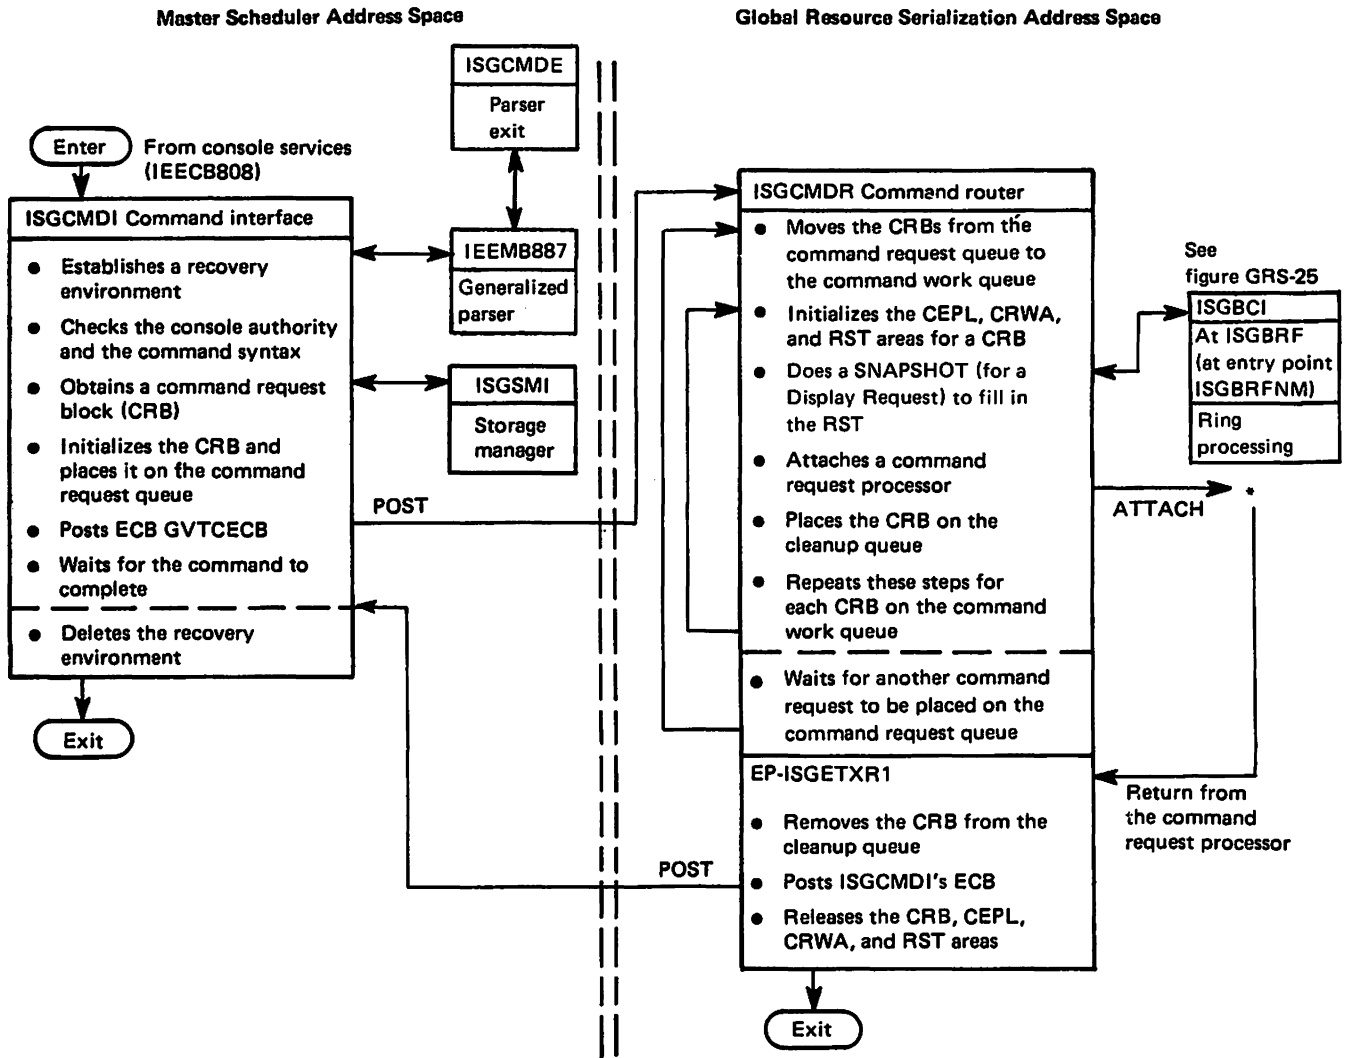 Master Scheduler Address Space
Global Resource Serialization Address Space
ISGCMDE
Parser
exit
Enter
From console services
(IEECB808)
ISGCMDI Command interface
● Establishes a recovery
environment
● Checks the console authority
and the command syntax
● Obtains a command request
block (CRB)
● Initializes the CRB and
places it on the command
request queue
● Posts ECB GVTCECB
● Waits for the command to
complete
● Deletes the recovery
environment
Exit
IEEMB887
Generalized
parser
ISGSMI
Storage
manager
POST
ISGCMDR Command router
● Moves the CRBs from the
command request queue to
the command work queue
● Initializes the CEPL, CRWA,
and RST areas for a CRB
● Does a SNAPSHOT (for a
Display Request) to fill in
the RST
● Attaches a command
request processor
● Places the CRB on the
cleanup queue
● Repeats these steps for
each CRB on the command
work queue
● Waits for another command
request to be placed on the
command request queue
EP-ISGETXR1
● Removes the CRB from the
cleanup queue
● Posts ISGCMDI's ECB
● Releases the CRB, CEPL,
CRWA, and RST areas
POST
Exit
See
figure GRS-25
ISGBCI
At ISGBRF
(at entry point
ISGBRFNM)
Ring
processing
ATTACH
*
Return from
the command
request processor